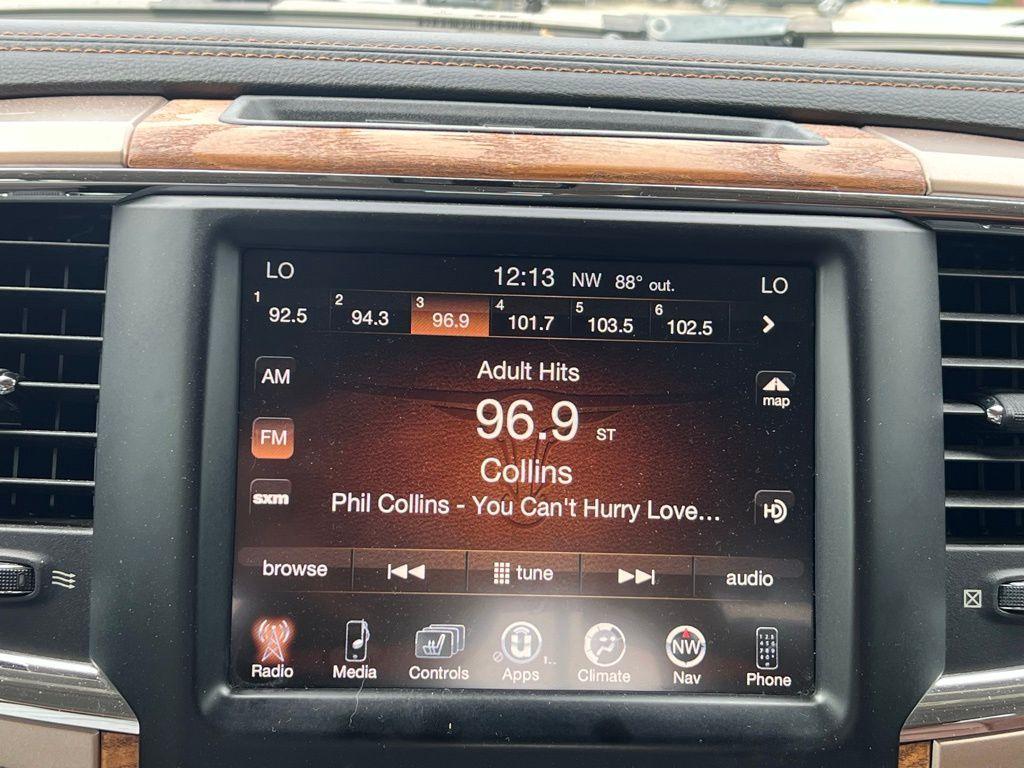 LO 12:13 NW 88° out. LO
1 92.5 2 94.3 3 96.9 4 101.7 5 103.5 6 102.5
AM
Adult Hits
map
96.9 ST
FM
Collins
sxm
Phil Collins - You Can't Hurry Love...
HD
browse tune audio
NW
Radio Media Controls Apps 1.. Climate Nav Phone